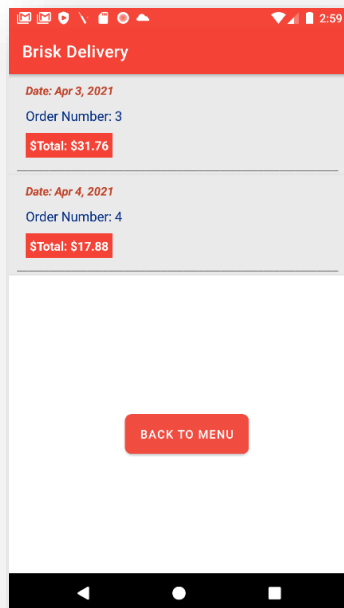 2:59
Brisk Delivery
Date: Apr 3, 2021
Order Number: 3
$Total: $31.76
Date: Apr 4, 2021
Order Number: 4
$Total: $17.88
BACK TO MENU